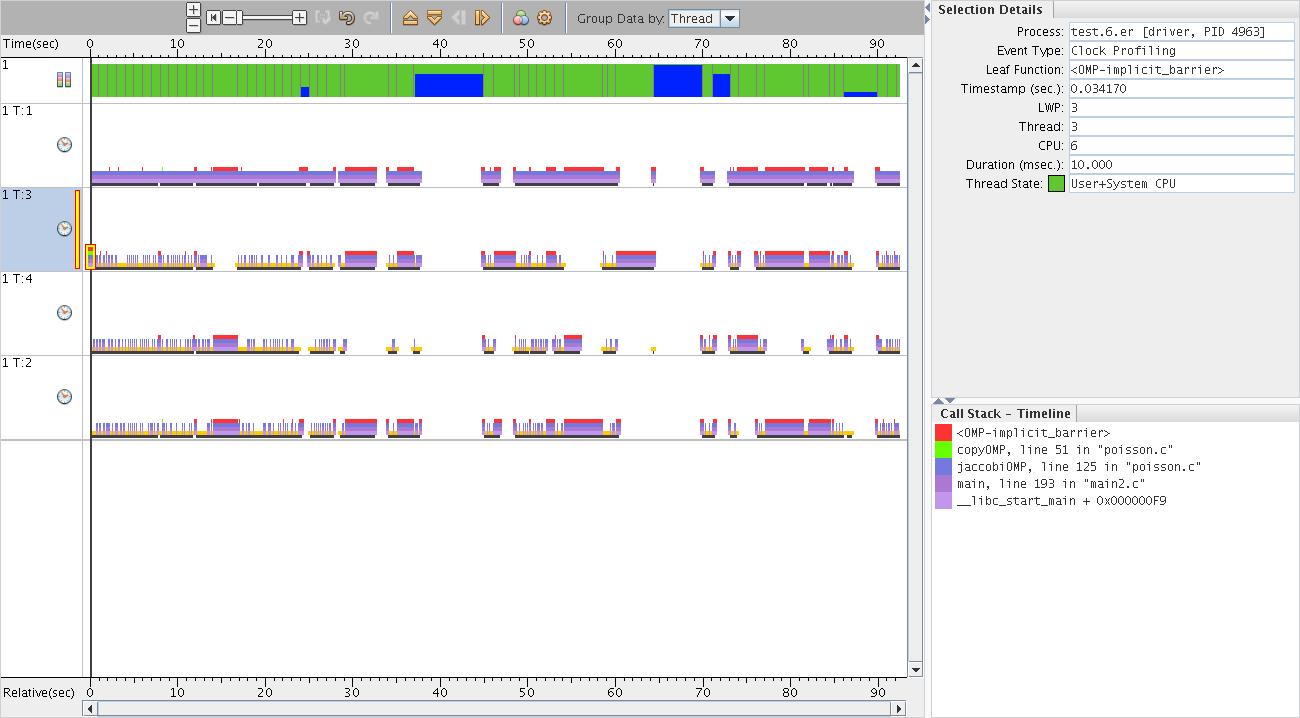 Group Data by: Thread
Time(sec) 0 10 20 30 40 50 60 70 80 90
1
1 T:1
1 T:3
1 T:4
1 T:2
Relative(sec) 0 10 20 30 40 50 60 70 80 90
Selection Details
Process: test.6.er [driver, PID 4963]
Event Type: Clock Profiling
Leaf Function: <OMP-implicit_barrier>
Timestamp (sec.): 0.034170
LWP: 3
Thread: 3
CPU: 6
Duration (msec.): 10.000
Thread State: User+System CPU
Call Stack - Timeline
<OMP-implicit_barrier>
copyOMP, line 51 in "poisson.c"
jaccobiOMP, line 125 in "poisson.c"
main, line 193 in "main2.c"
__libc_start_main + 0x000000F9